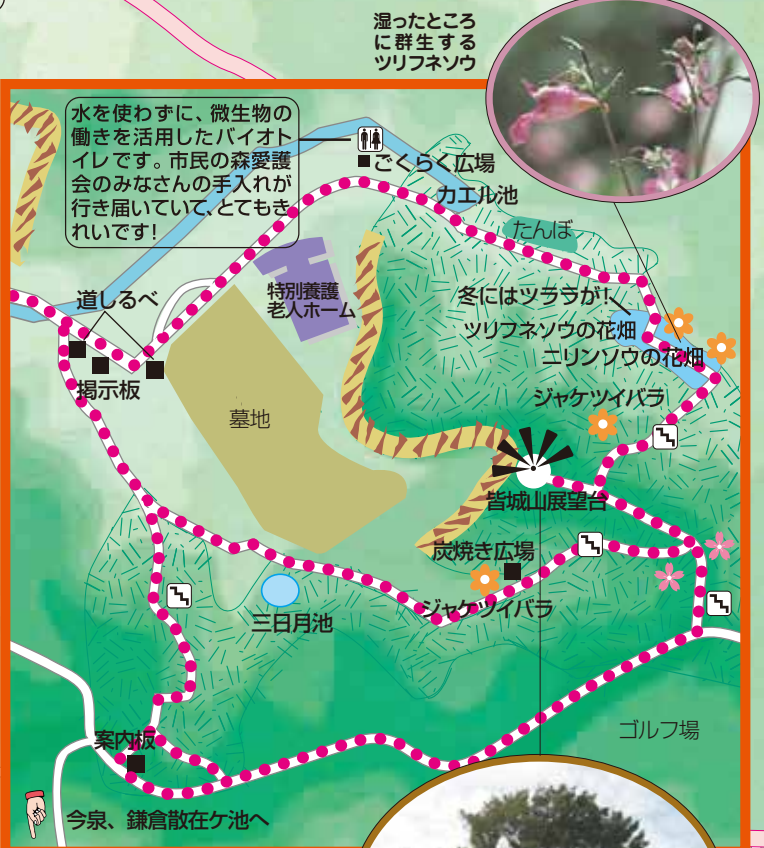 湿ったところ
に群生する
ツリフネソウ
水を使わずに、微生物の
働きを活用したバイオト
イレです。市民の森愛護
会のみなさんの手入れが
行き届いていて、とてもき
れいです!
ごくらく広場
カエル池
たんぼ
道しるべ
特別養護
老人ホーム
冬にはツララが!
ツリフネソウの花畑
ニリンソウの花畑
掲示板
ジャケツイバラ
墓地
皆城山展望台
炭焼き広場
ジャケツイバラ
三日月池
ゴルフ場
案内板
今泉、鎌倉散在ケ池へ